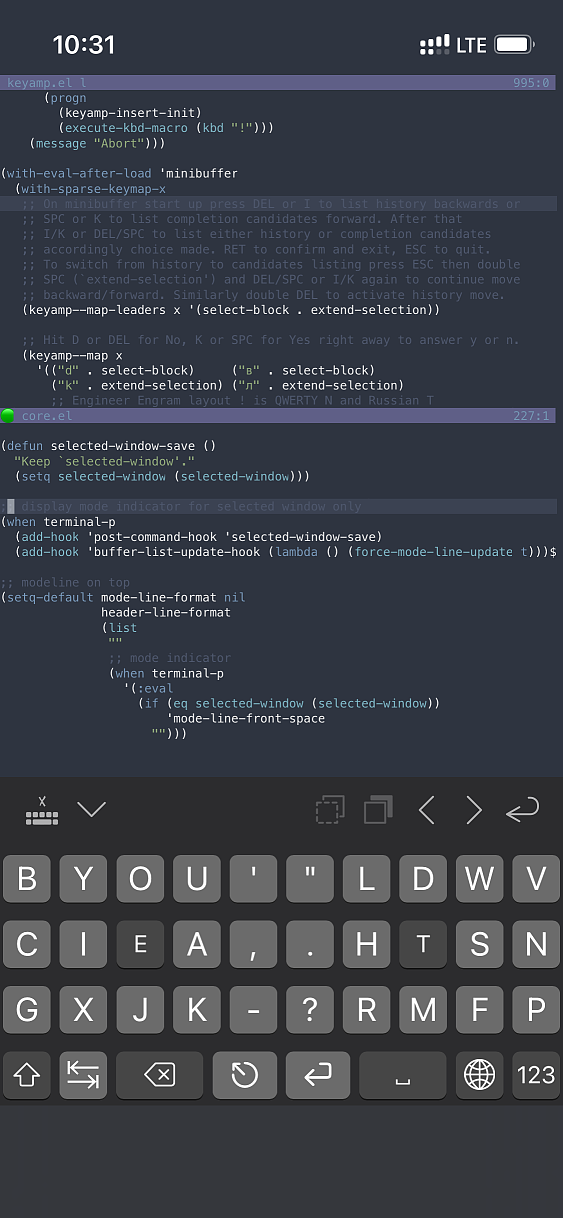 10:31 LTE
keyamp.el l 995:0
(progn
(keyamp-insert-init)
(execute-kbd-macro (kbd "!")))
(message "Abort")))
(with-eval-after-load 'minibuffer
(with-sparse-keymap-x
;; On minibuffer start up press DEL or I to list history backwards or
;; SPC or K to list completion candidates forward. After that
;; I/K or DEL/SPC to list either history or completion candidates
;; accordingly choice made. RET to confirm and exit, ESC to quit.
;; To switch from history to candidates listing press ESC then double
;; SPC (`extend-selection') and DEL/SPC or I/K again to continue move
;; backward/forward. Similarly double DEL to activate history move.
(keyamp--map-leaders x '(select-block . extend-selection))
;; Hit D or DEL for No, K or SPC for Yes right away to answer y or n.
(keyamp--map x
'(("d" . select-block) ("в" . select-block)
("k" . extend-selection) ("л" . extend-selection)
;; Engineer Engram layout ! is QWERTY N and Russian T
core.el 227:1
(defun selected-window-save ()
"Keep `selected-window'."
(setq selected-window (selected-window)))
;; display mode indicator for selected window only
(when terminal-p
(add-hook 'post-command-hook 'selected-window-save)
(add-hook 'buffer-list-update-hook (lambda () (force-mode-line-update t)))$
;; modeline on top
(setq-default mode-line-format nil
header-line-format
(list
""
;; mode indicator
(when terminal-p
'(:eval
(if (eq selected-window (selected-window))
'mode-line-front-space
"")))
B Y O U ' " L D W V
C I E A , . H T S N
G X J K - ? R M F P
123